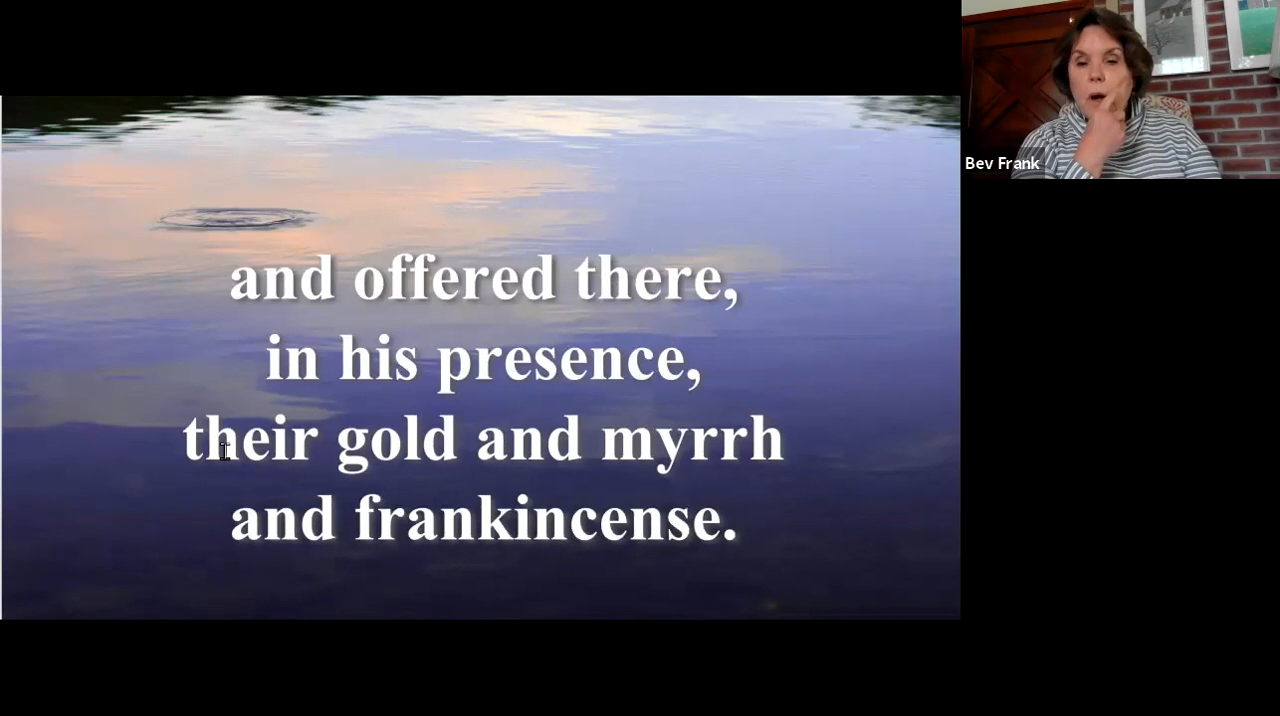 and offered there,
in his presence,
their gold and myrrh
and frankincense.
Bev Frank